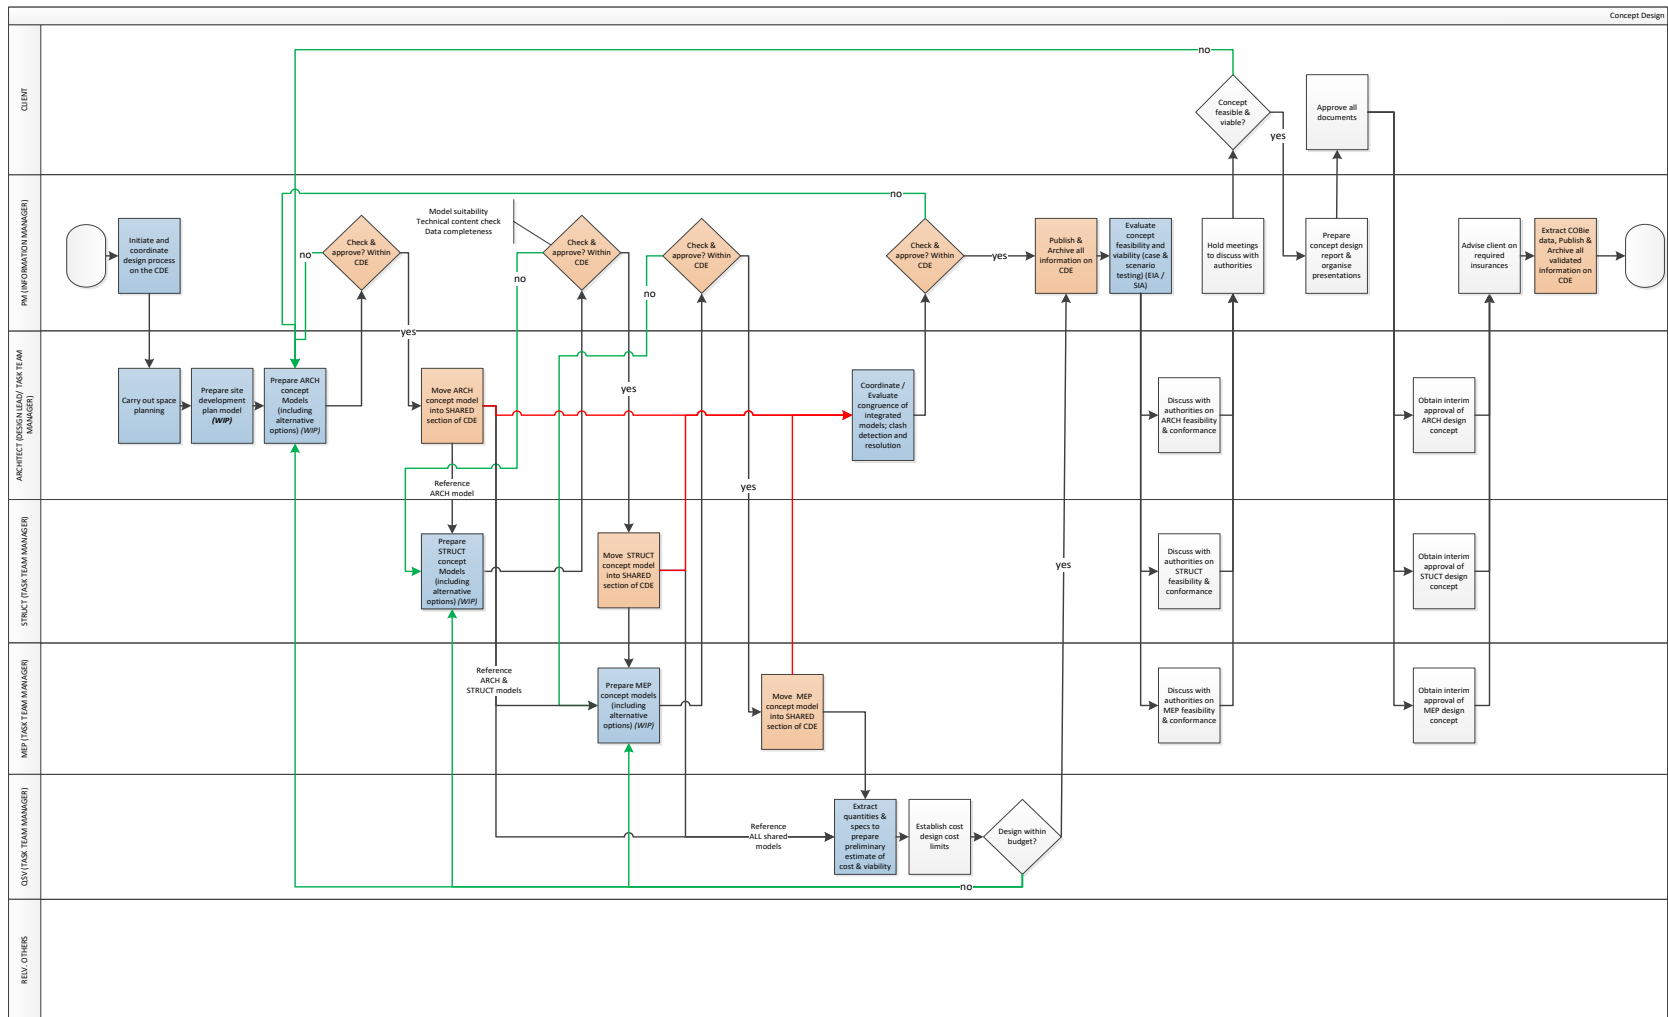 Concept Design
CLIENT
no
Concept
feasible &
viable?
yes
Approve all
documents
PM (INFORMATION MANAGER)
Initiate and
coordinate
design process
on the CDE
no
Check &
approve? Within
CDE
yes
Model suitability
Technical content check
Data completeness
Check &
approve? Within
CDE
no
yes
Check &
approve? Within
CDE
no
yes
no
Check &
approve? Within
CDE
yes
Publish &
Archive all
information on
CDE
Evaluate
concept
feasibility and
viability (case &
scenario
testing) (EIA /
SIA)
Hold meetings
to discuss with
authorities
Prepare
concept design
report &
organise
presentations
Advise client on
required
insurances
Extract COBie
data, Publish &
Archive all
validated
information on
CDE
ARCHITECT (DESIGN LEAD/ TASK TEAM
MANAGER)
Carry out space
planning
Prepare site
development
plan model
(WIP)
Prepare ARCH
concept
Models
(including
alternative
options) (WIP)
Move ARCH
concept model
into SHARED
section of CDE
Reference
ARCH model
Coordinate /
Evaluate
congruence of
integrated
models; clash
detection and
resolution
Discuss with
authorities on
ARCH feasibility
& conformance
Obtain interim
approval of
ARCH design
concept
STRUCT (TASK TEAM MANAGER)
Prepare
STRUCT
concept
Models
(including
alternative
options) (WIP)
Move STRUCT
concept model
into SHARED
section of CDE
yes
Discuss with
authorities on
STRUCT
feasibility &
conformance
Obtain interim
approval of
STUCT design
concept
MEP (TASK TEAM MANAGER)
Reference
ARCH &
STRUCT models
Prepare MEP
concept models
(including
alternative
options) (WIP)
Move MEP
concept model
into SHARED
section of CDE
Discuss with
authorities on
MEP feasibility
& conformance
Obtain interim
approval of
MEP design
concept
QSV (TASK TEAM MANAGER)
Reference
ALL shared
models
Extract
quantities &
specs to
prepare
preliminary
estimate of
cost & viability
Establish cost
design cost
limits
Design within
budget?
no
RELV. OTHERS